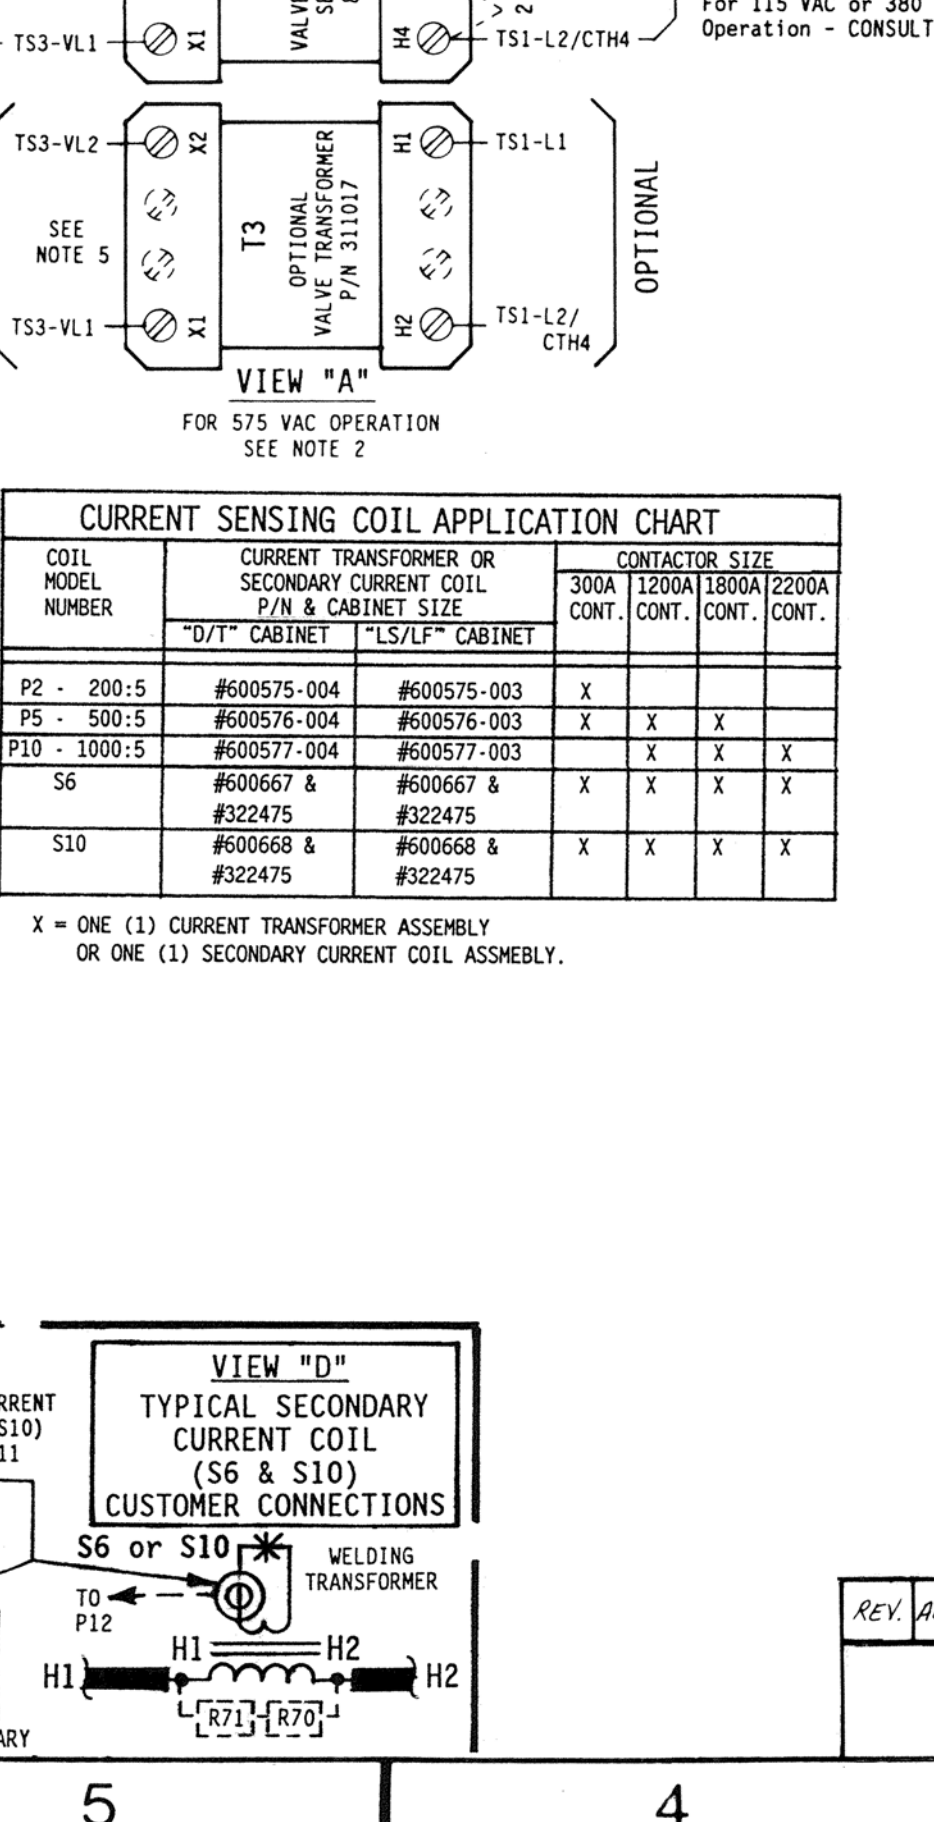 For 115 VAC or 380
Operation - CONSULT
TS3-VL1
X1
VALVE
H4
> 2
TS1-L2/CTH4
TS3-VL2
X2
SEE
NOTE 5
TS3-VL1
X1
T3
OPTIONAL
VALVE TRANSFORMER
P/N 311017
H1
TS1-L1
H2
TS1-L2/
CTH4
OPTIONAL
VIEW "A"
FOR 575 VAC OPERATION
SEE NOTE 2
CURRENT SENSING COIL APPLICATION CHART
COIL
MODEL
NUMBER
CURRENT TRANSFORMER OR
SECONDARY CURRENT COIL
P/N & CABINET SIZE
"D/T" CABINET "LS/LF" CABINET
CONTACTOR SIZE
300A 1200A 1800A 2200A
CONT. CONT. CONT. CONT.
P2 - 200:5 #600575-004 #600575-003 X
P5 - 500:5 #600576-004 #600576-003 X X X
P10 - 1000:5 #600577-004 #600577-003 X X X
S6 #600667 & #600667 & X X X X
#322475 #322475
S10 #600668 & #600668 & X X X X
#322475 #322475
X = ONE (1) CURRENT TRANSFORMER ASSEMBLY
OR ONE (1) SECONDARY CURRENT COIL ASSMEBLY.
VIEW "D"
TYPICAL SECONDARY
CURRENT COIL
(S6 & S10)
CUSTOMER CONNECTIONS
RRENT
S10)
11
S6 or S10
WELDING
TRANSFORMER
TO
P12
H1 H2
H1 H2
R71 R70
ARY
REV.
5 4